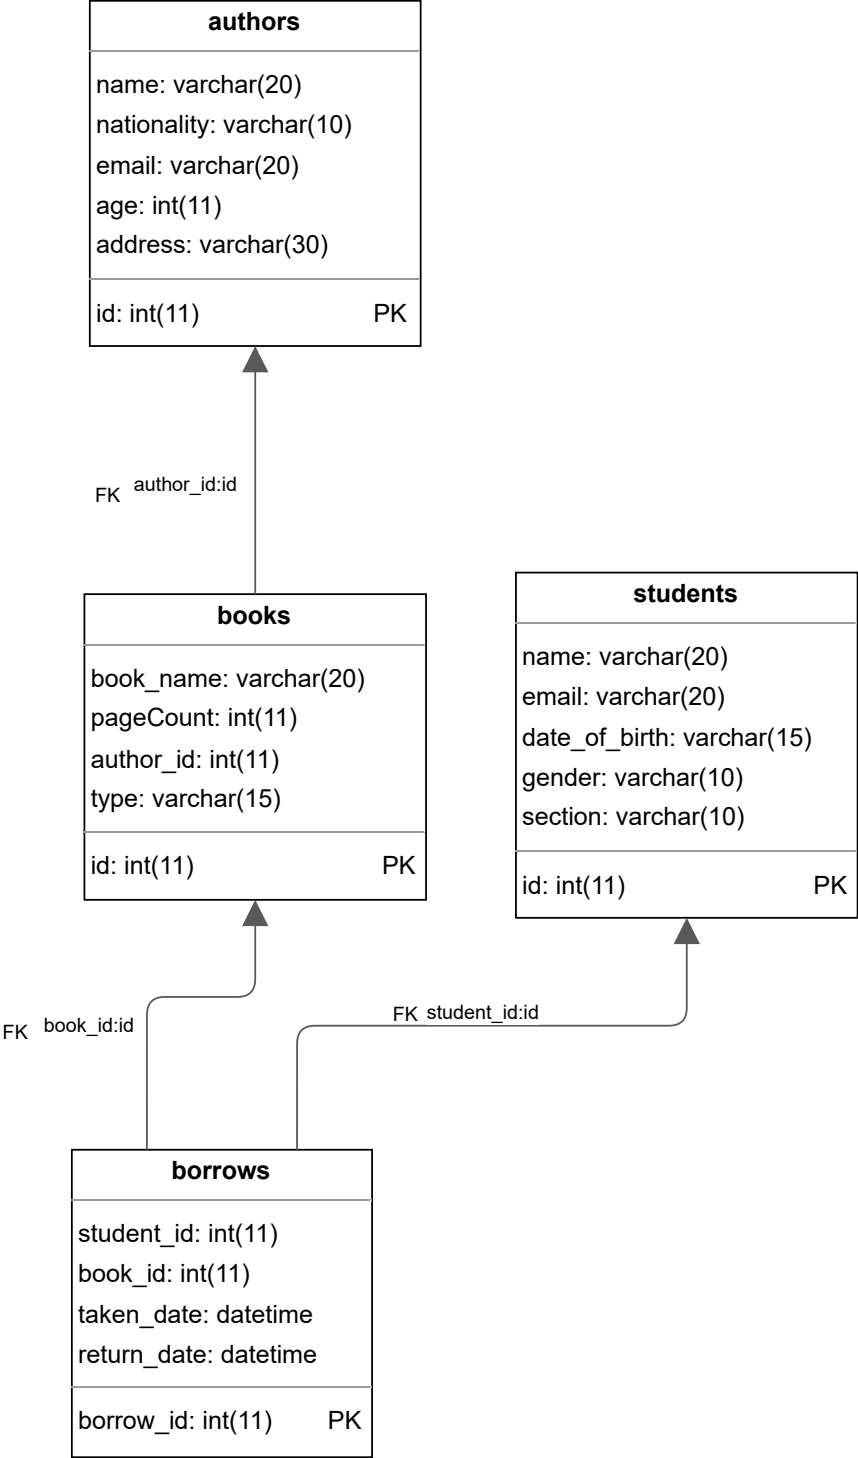 authors
name: varchar(20)
nationality: varchar(10)
email: varchar(20)
age: int(11)
address: varchar(30)
id: int(11) PK
FK author_id:id
books
book_name: varchar(20)
pageCount: int(11)
author_id: int(11)
type: varchar(15)
id: int(11) PK
students
name: varchar(20)
email: varchar(20)
date_of_birth: varchar(15)
gender: varchar(10)
section: varchar(10)
id: int(11) PK
FK book_id:id
FK student_id:id
borrows
student_id: int(11)
book_id: int(11)
taken_date: datetime
return_date: datetime
borrow_id: int(11) PK